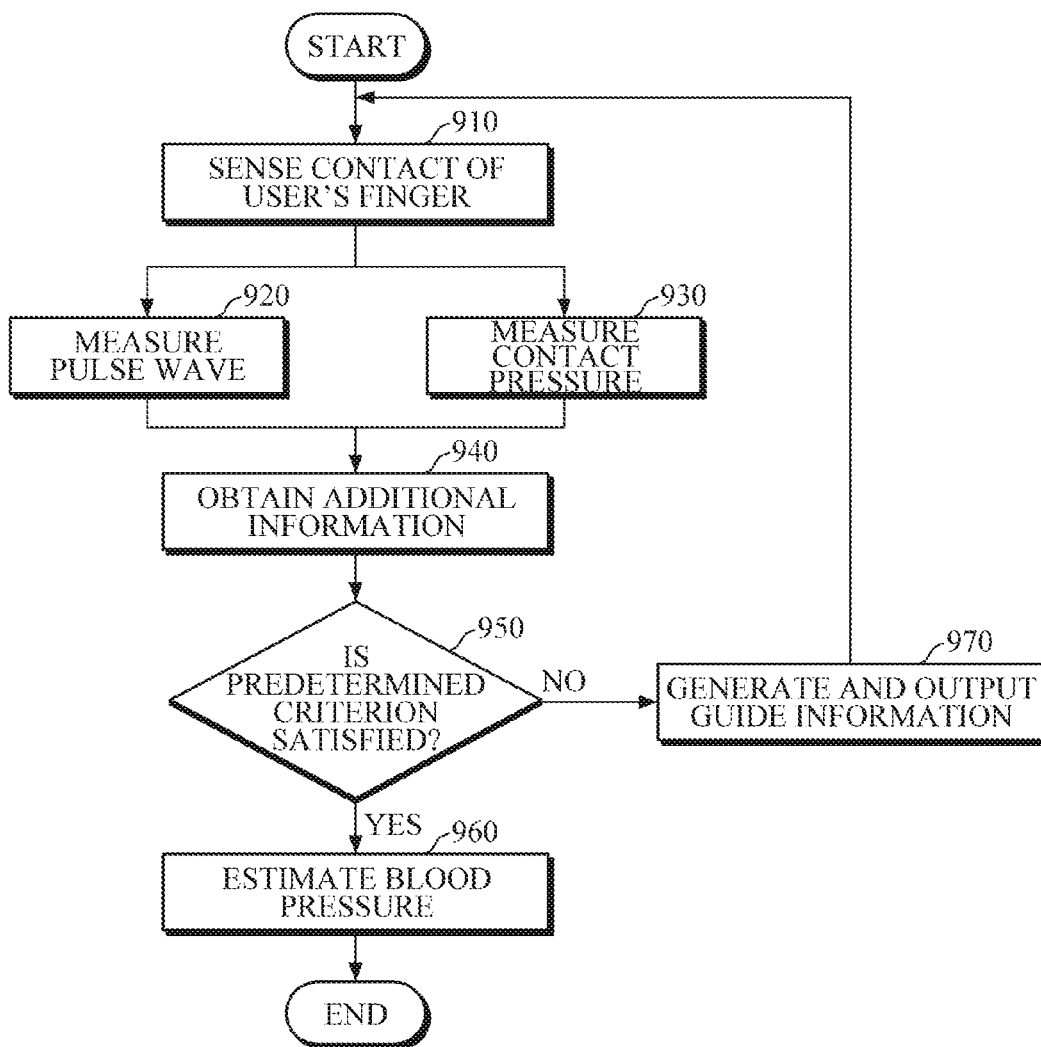 START
910
SENSE CONTACT OF
USER'S FINGER
920
MEASURE
PULSE WAVE
930
MEASURE
CONTACT
PRESSURE
940
OBTAIN ADDITIONAL
INFORMATION
950
IS
PREDETERMINED
CRITERION
SATISFIED?
NO
970
GENERATE AND OUTPUT
GUIDE INFORMATION
YES
960
ESTIMATE BLOOD
PRESSURE
END